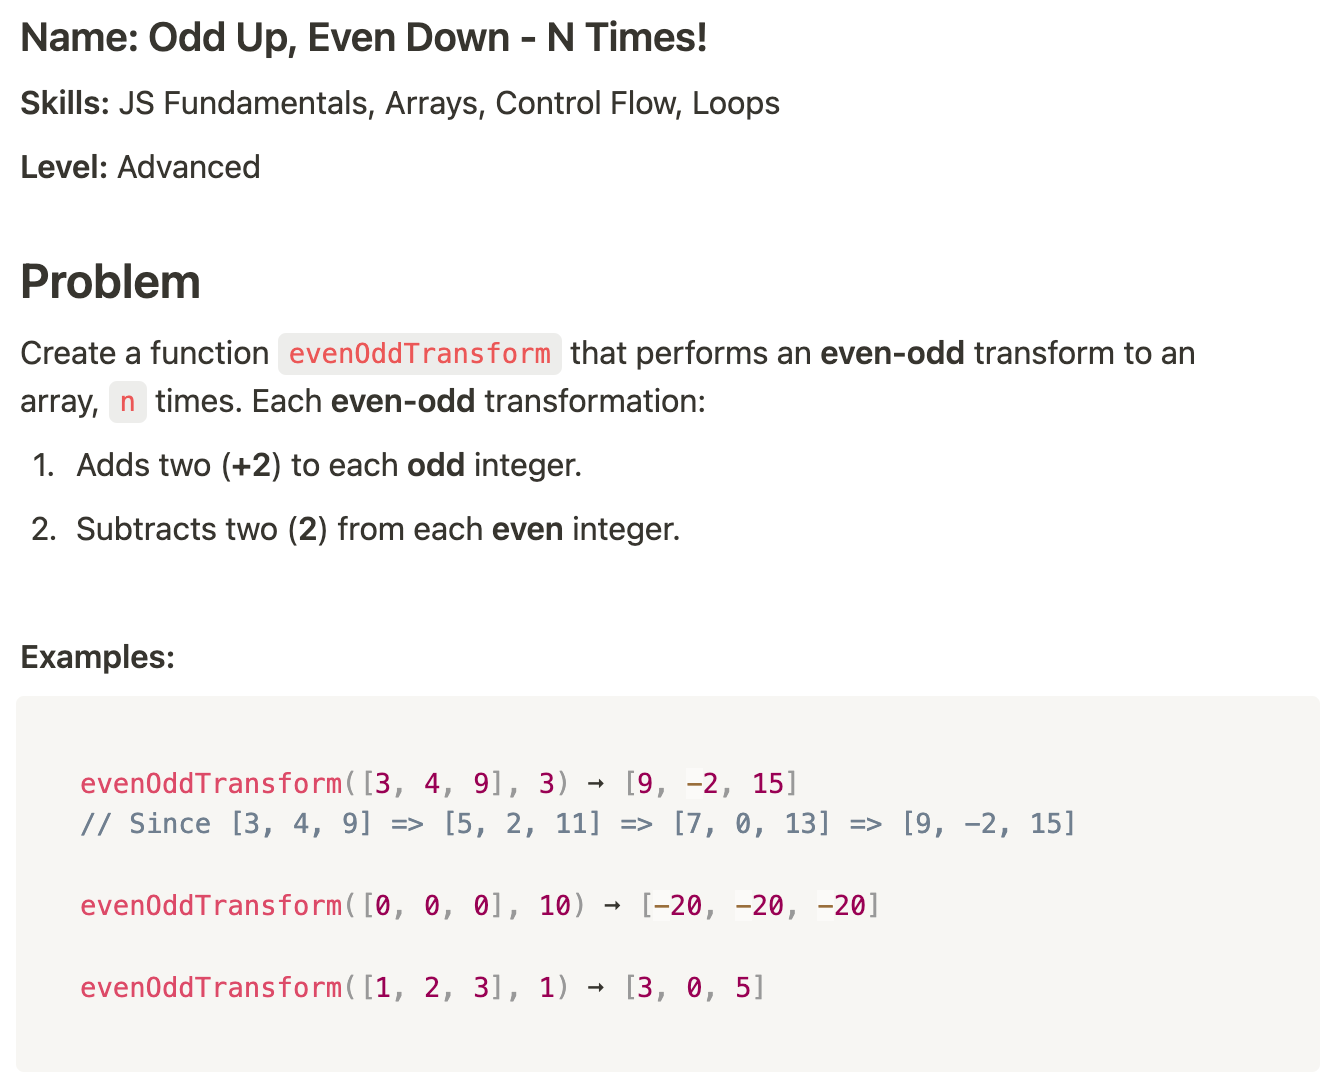 Name: Odd Up, Even Down - N Times!
Skills: JS Fundamentals, Arrays, Control Flow, Loops
Level: Advanced
Problem
Create a function evenOddTransform that performs an even-odd transform to an
array, n times. Each even-odd transformation:
1. Adds two (+2) to each odd integer.
2. Subtracts two (2) from each even integer.
Examples:
evenOddTransform([3, 4, 9], 3) → [9, −2, 15]
// Since [3, 4, 9] => [5, 2, 11] => [7, 0, 13] => [9, −2, 15]
evenOddTransform([0, 0, 0], 10) → [−20, −20, −20]
evenOddTransform([1, 2, 3], 1) → [3, 0, 5]